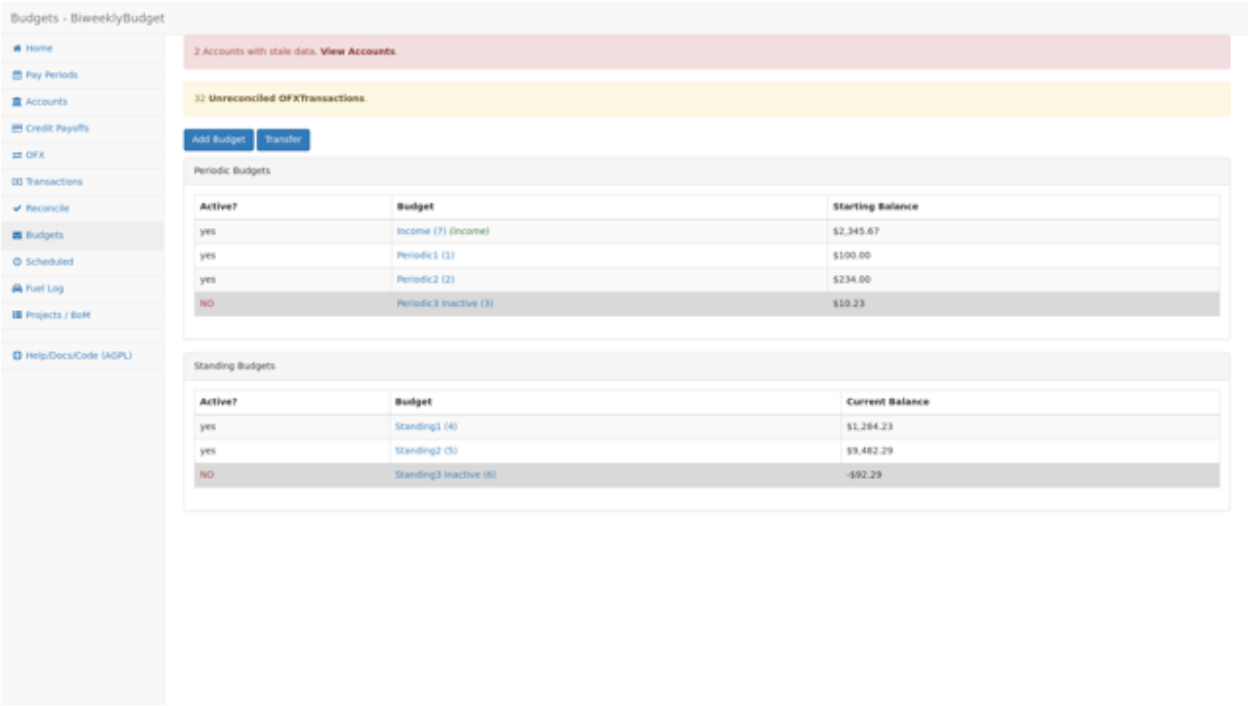 Budgets - BiweeklyBudget
Home
Pay Periods
Accounts
Credit Payoffs
OFX
Transactions
Reconcile
Budgets
Scheduled
Fuel Log
Projects / BoM
Help/Docs/Code (AGPL)
2 Accounts with stale data. View Accounts.
32 Unreconciled OFXTransactions.
Add Budget Transfer
Periodic Budgets
Active? Budget Starting Balance
yes Income (7) (income) $2,345.67
yes Periodic1 (1) $100.00
yes Periodic2 (2) $234.00
NO Periodic3 Inactive (3) $10.23
Standing Budgets
Active? Budget Current Balance
yes Standing1 (4) $1,284.23
yes Standing2 (5) $9,482.29
NO Standing3 Inactive (6) -$92.29